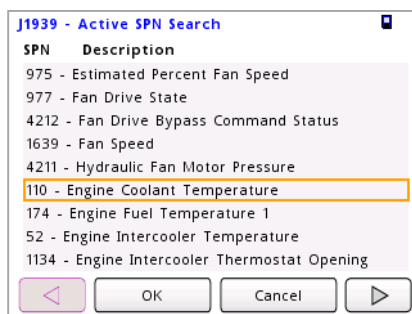 J1939 - Active SPN Search
SPN Description
975 - Estimated Percent Fan Speed
977 - Fan Drive State
4212 - Fan Drive Bypass Command Status
1639 - Fan Speed
4211 - Hydraulic Fan Motor Pressure
110 - Engine Coolant Temperature
174 - Engine Fuel Temperature 1
52 - Engine Intercooler Temperature
1134 - Engine Intercooler Thermostat Opening
OK Cancel